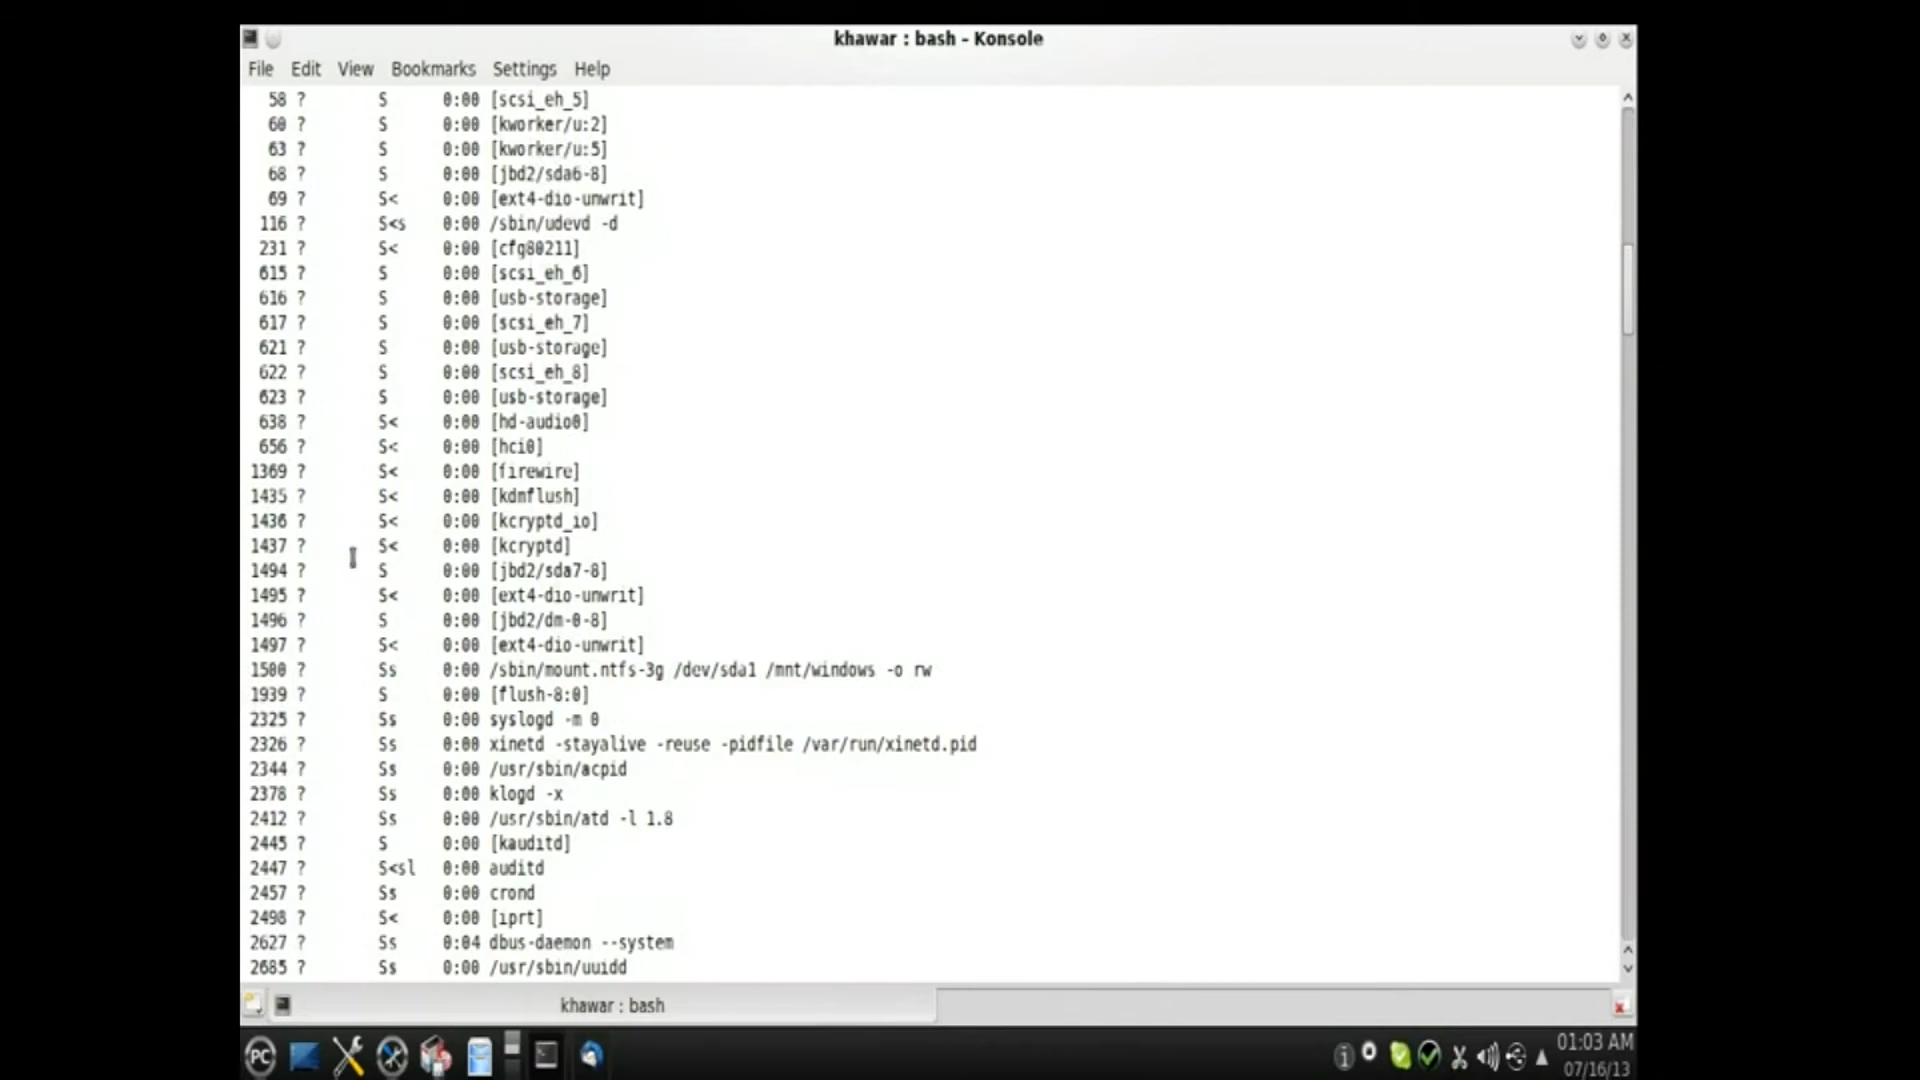 khawar : bash - Konsole
File Edit View Bookmarks Settings Help
58 ? S 0:00 [scsi_eh_5]
60 ? S 0:00 [kworker/u:2]
63 ? S 0:00 [kworker/u:5]
68 ? S 0:00 [jbd2/sda6-8]
69 ? S< 0:00 [ext4-dio-unwrit]
116 ? S<s 0:00 /sbin/udevd -d
231 ? S< 0:00 [cfg80211]
615 ? S 0:00 [scsi_eh_6]
616 ? S 0:00 [usb-storage]
617 ? S 0:00 [scsi_eh_7]
621 ? S 0:00 [usb-storage]
622 ? S 0:00 [scsi_eh_8]
623 ? S 0:00 [usb-storage]
638 ? S< 0:00 [hd-audio0]
656 ? S< 0:00 [hci0]
1369 ? S< 0:00 [firewire]
1435 ? S< 0:00 [kdmflush]
1436 ? S< 0:00 [kcryptd_io]
1437 ? S< 0:00 [kcryptd]
1494 ? S 0:00 [jbd2/sda7-8]
1495 ? S< 0:00 [ext4-dio-unwrit]
1496 ? S 0:00 [jbd2/dm-0-8]
1497 ? S< 0:00 [ext4-dio-unwrit]
1500 ? Ss 0:00 /sbin/mount.ntfs-3g /dev/sda1 /mnt/windows -o rw
1939 ? S 0:00 [flush-8:0]
2325 ? Ss 0:00 syslogd -m 0
2326 ? Ss 0:00 xinetd -stayalive -reuse -pidfile /var/run/xinetd.pid
2344 ? Ss 0:00 /usr/sbin/acpid
2378 ? Ss 0:00 klogd -x
2412 ? Ss 0:00 /usr/sbin/atd -l 1.8
2445 ? S 0:00 [kauditd]
2447 ? S<sl 0:00 auditd
2457 ? Ss 0:00 crond
2498 ? S< 0:00 [iprt]
2627 ? Ss 0:04 dbus-daemon --system
2685 ? Ss 0:00 /usr/sbin/uuidd
khawar : bash
PC
01:03 AM
07/16/13